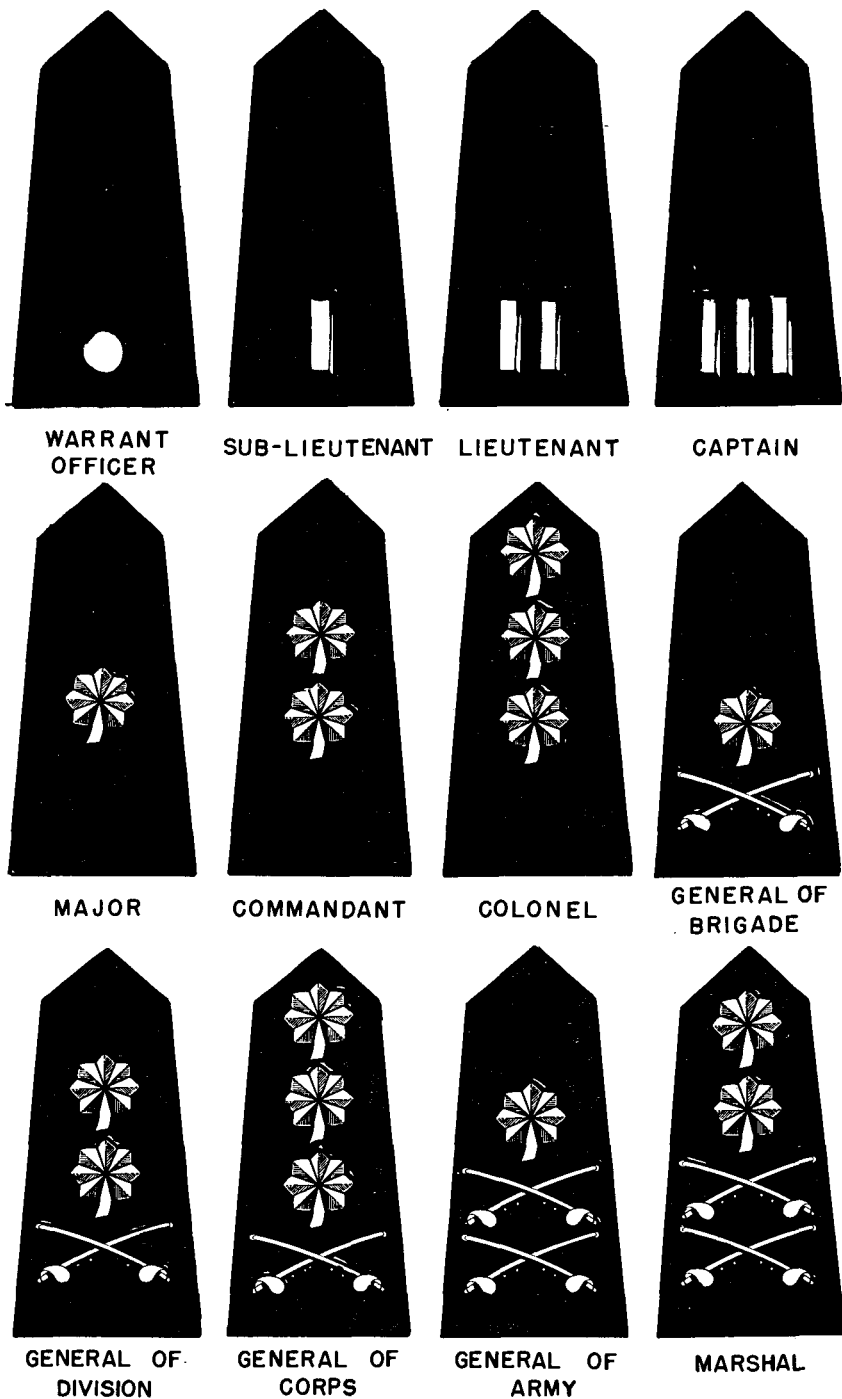 WARRANT
OFFICER
SUB-LIEUTENANT
LIEUTENANT
CAPTAIN
MAJOR
COMMANDANT
COLONEL
GENERAL OF
BRIGADE
GENERAL OF
DIVISION
GENERAL OF
CORPS
GENERAL OF
ARMY
MARSHAL